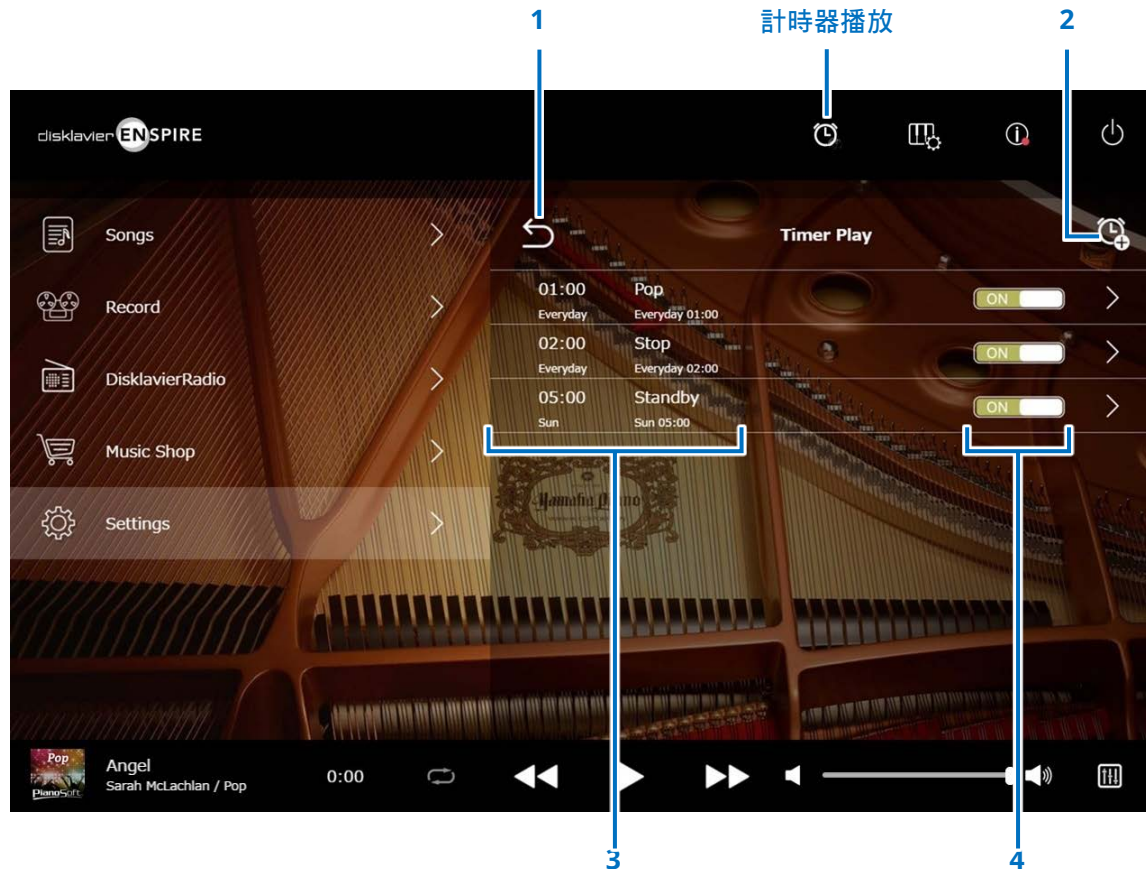 1
計時器播放
2
disklavier ENSPIRE
Songs
Record
DisklavierRadio
Music Shop
Settings
Timer Play
01:00 Pop
Everyday Everyday 01:00
ON
02:00 Stop
Everyday Everyday 02:00
ON
05:00 Standby
Sun Sun 05:00
ON
Yamaha Piano
Pop
PianoSoft
Angel
Sarah McLachlan / Pop
0:00
3
4